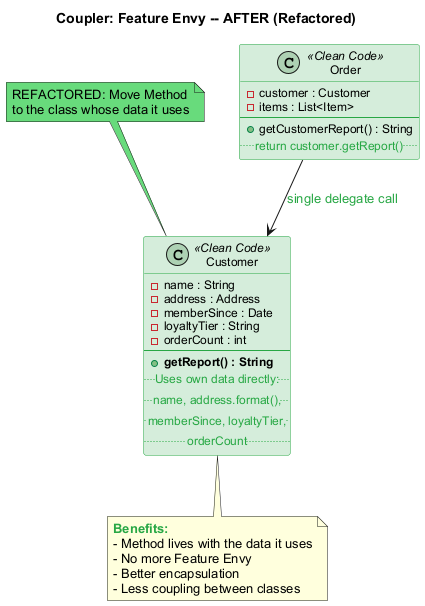 Coupler: Feature Envy -- AFTER (Refactored)
REFACTORED: Move Method
to the class whose data it uses
C
«Clean Code»
Order
customer : Customer
items : List<Item>
getCustomerReport() : String
return customer.getReport()
single delegate call
C
«Clean Code»
Customer
name : String
address : Address
memberSince : Date
loyaltyTier : String
orderCount : int
getReport() : String
Uses own data directly:
name, address.format(),
memberSince, loyaltyTier,
orderCount
Benefits:
- Method lives with the data it uses
- No more Feature Envy
- Better encapsulation
- Less coupling between classes